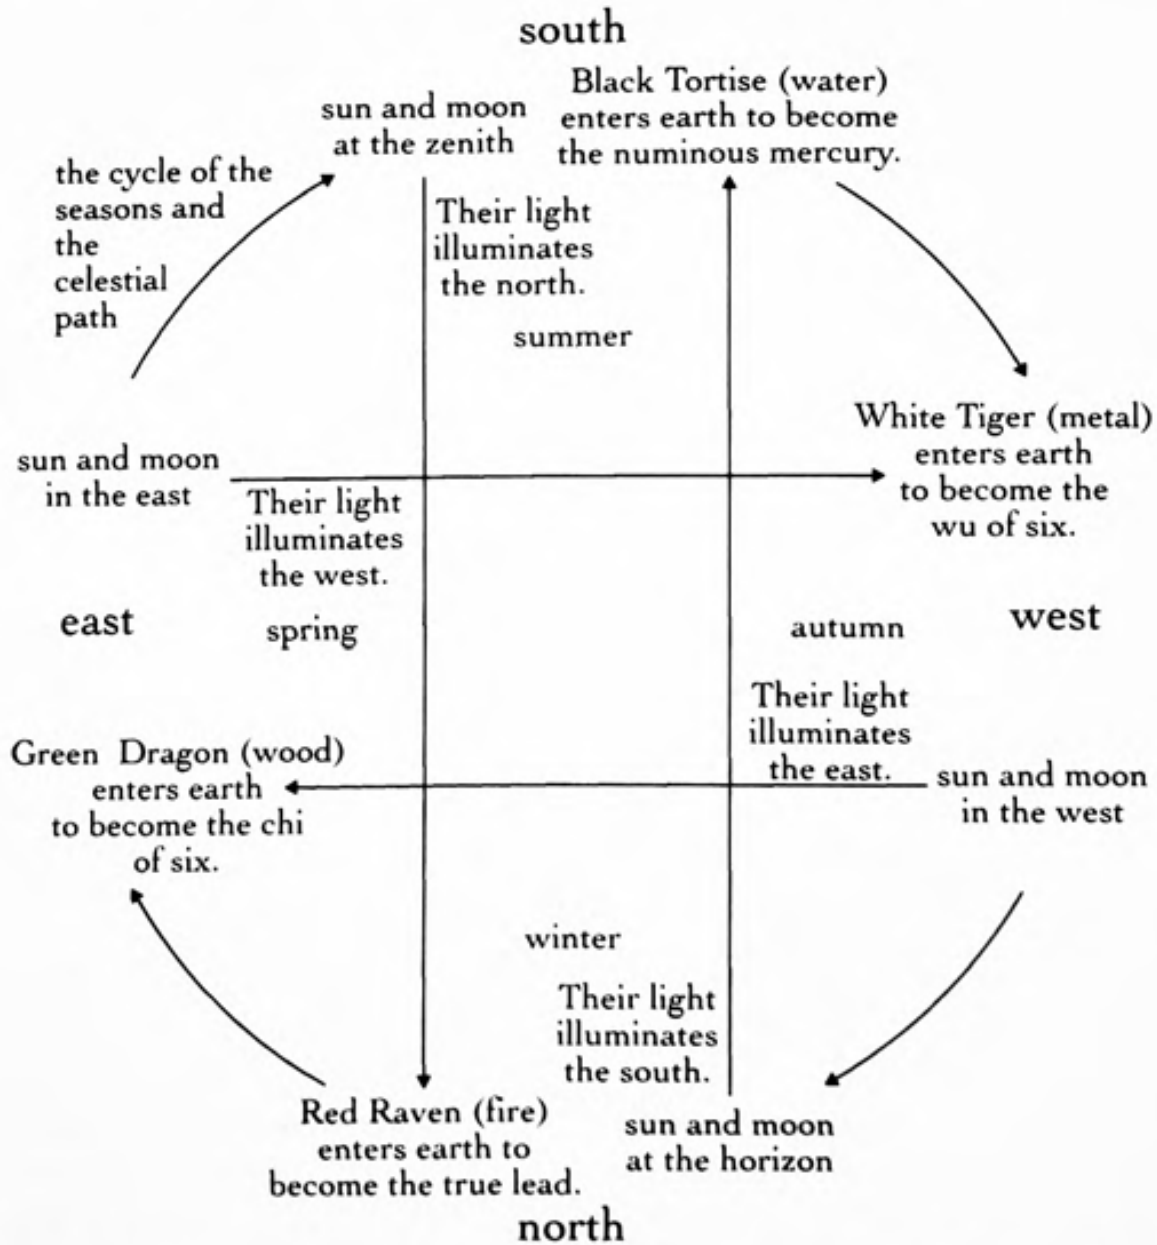 south
sun and moon
at the zenith
Black Tortise (water)
enters earth to become
the numinous mercury.
the cycle of the
seasons and
the
celestial
path
Their light
illuminates
the north.
summer
sun and moon
in the east
Their light
illuminates
the west.
White Tiger (metal)
enters earth
to become the
wu of six.
east
spring
autumn
west
Their light
illuminates
the east.
Green Dragon (wood)
enters earth
to become the chi
of six.
sun and moon
in the west
winter
Their light
illuminates
the south.
Red Raven (fire)
enters earth to
become the true lead.
sun and moon
at the horizon
north